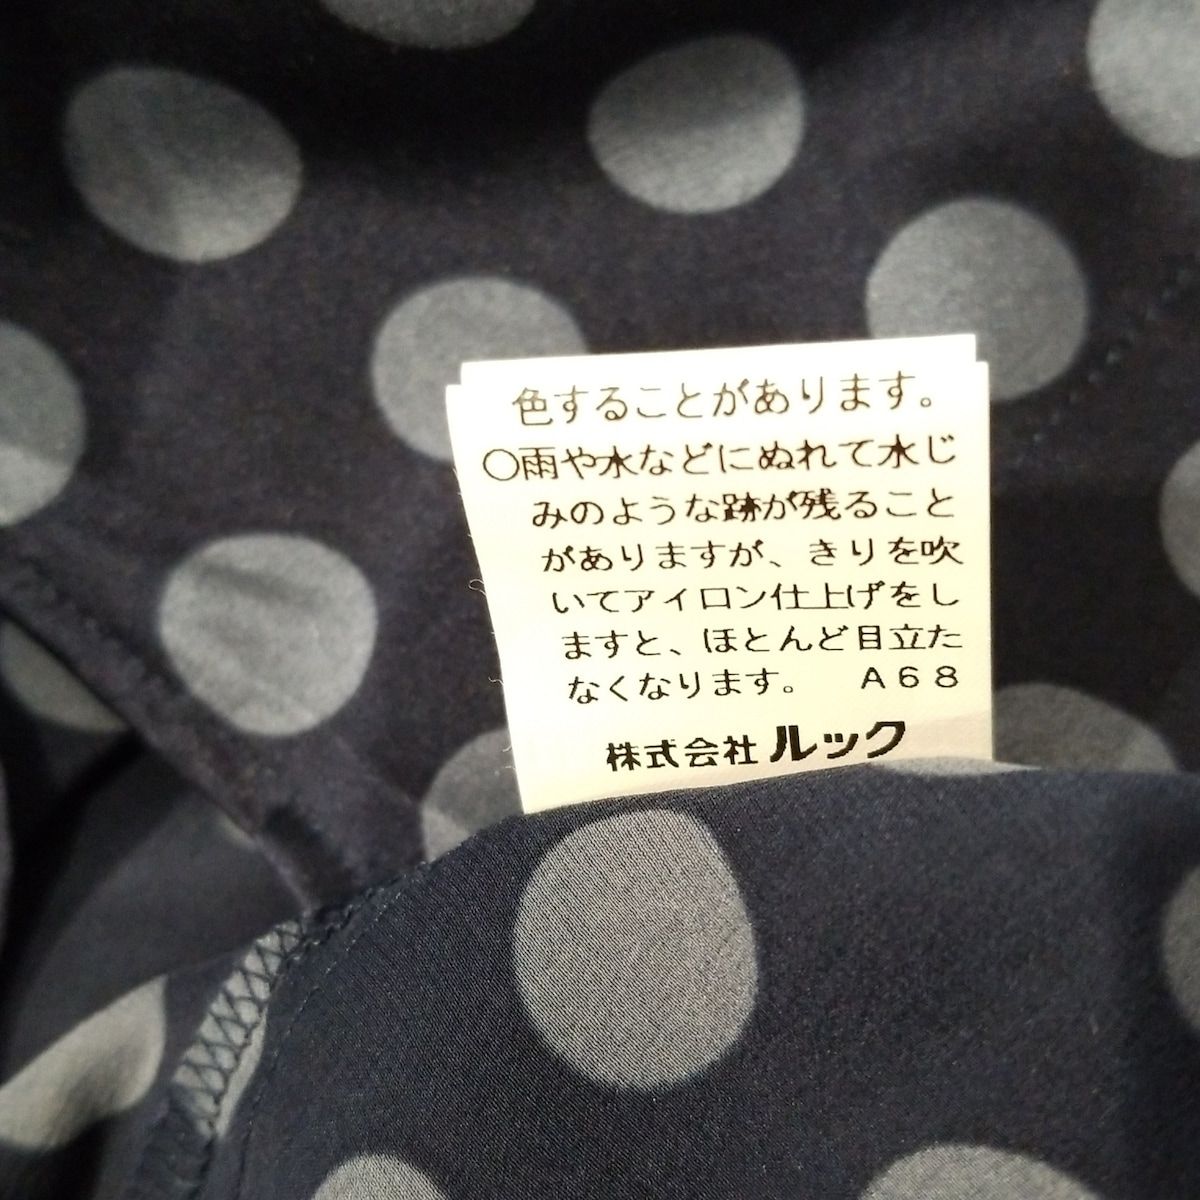 色することがあります。
○雨や水などにぬれて水じ
みのような跡が残ること
がありますが、きりを吹
いてアイロン仕上げをし
ますと、ほとんど目立た
なくなります。 A68
株式会社 ルック